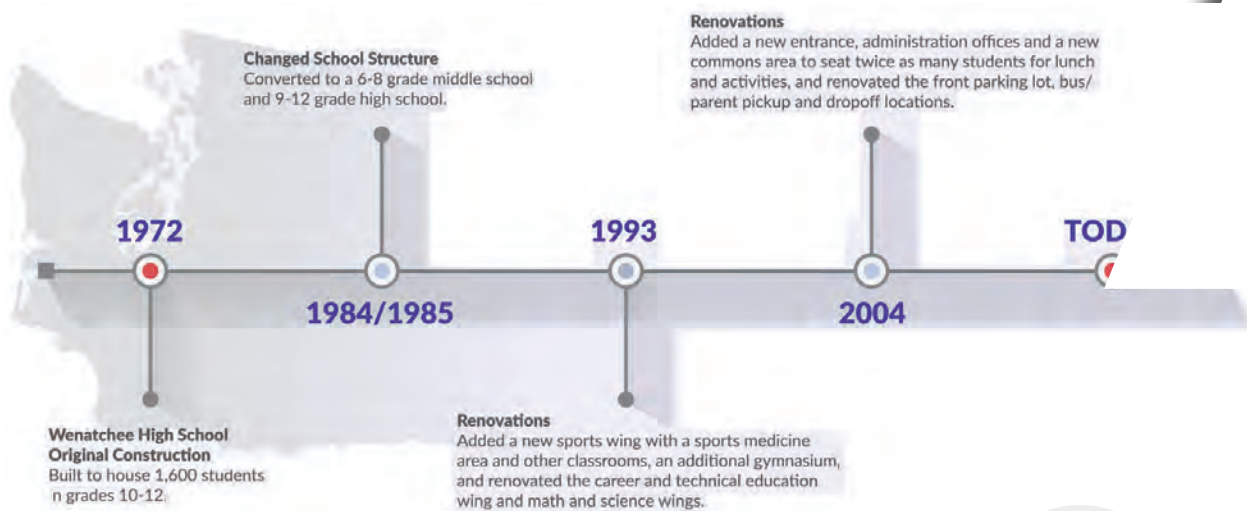 Renovations
Added a new entrance, administration offices and a new
commons area to seat twice as many students for lunch
and activities, and renovated the front parking lot, bus/
parent pickup and dropoff locations.
Changed School Structure
Converted to a 6-8 grade middle school
and 9-12 grade high school.
1972
1993
TOD
1984/1985
2004
Wenatchee High School
Original Construction
Built to house 1,600 students
n grades 10-12.
Renovations
Added a new sports wing with a sports medicine
area and other classrooms, an additional gymnasium,
and renovated the career and technical education
wing and math and science wings.